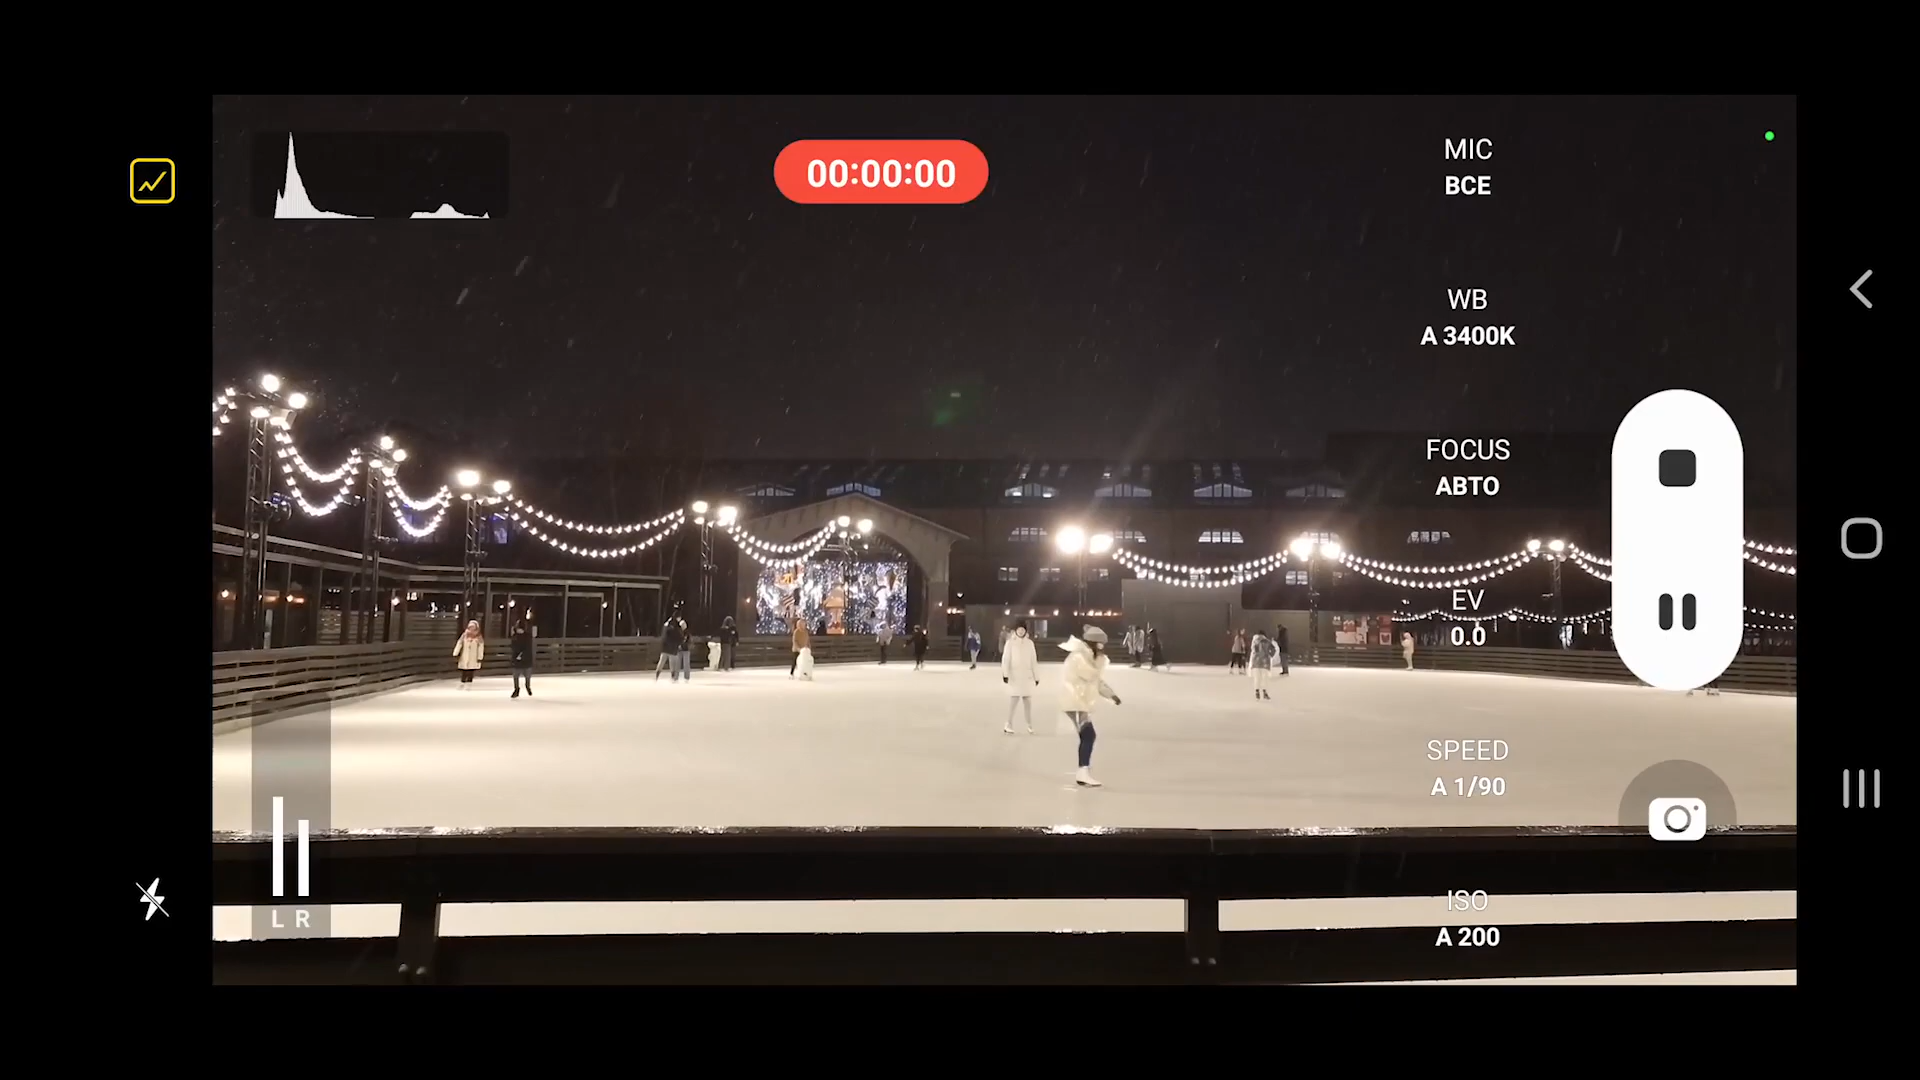 00:00:00
MIC
ВСЕ
WB
A 3400K
FOCUS
АВТО
EV
0.0
SPEED
A 1/90
ISO
A 200
L R